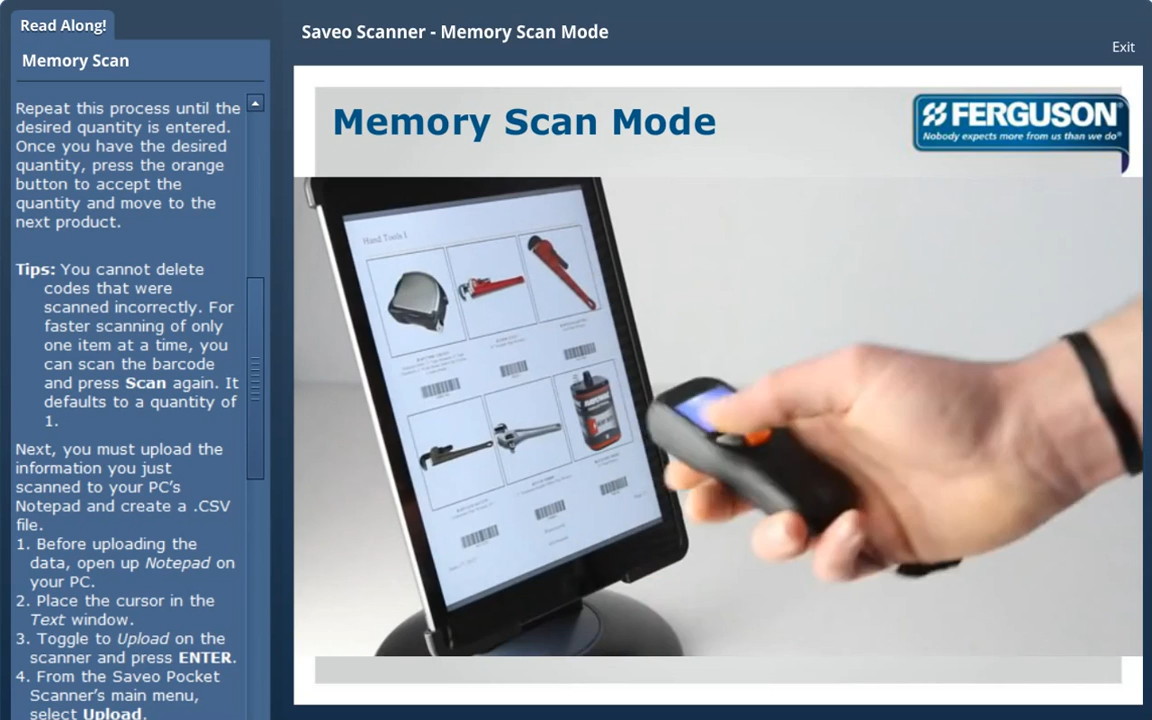 Read Along!
Saveo Scanner - Memory Scan Mode
Exit
Memory Scan
Repeat this process until the
desired quantity is entered.
Once you have the desired
quantity, press the orange
button to accept the
quantity and move to the
next product.
Tips: You cannot delete
codes that were
scanned incorrectly. For
faster scanning of only
one item at a time, you
can scan the barcode
and press Scan again. It
defaults to a quantity of
1.
Next, you must upload the
information you just
scanned to your PC's
Notepad and create a .CSV
file.
1. Before uploading the
data, open up Notepad on
your PC.
2. Place the cursor in the
Text window.
3. Toggle to Upload on the
scanner and press ENTER.
4. From the Saveo Pocket
Scanner's main menu,
select Upload.
Memory Scan Mode
FERGUSON
Nobody expects more from us than we do®
Hand Tools I